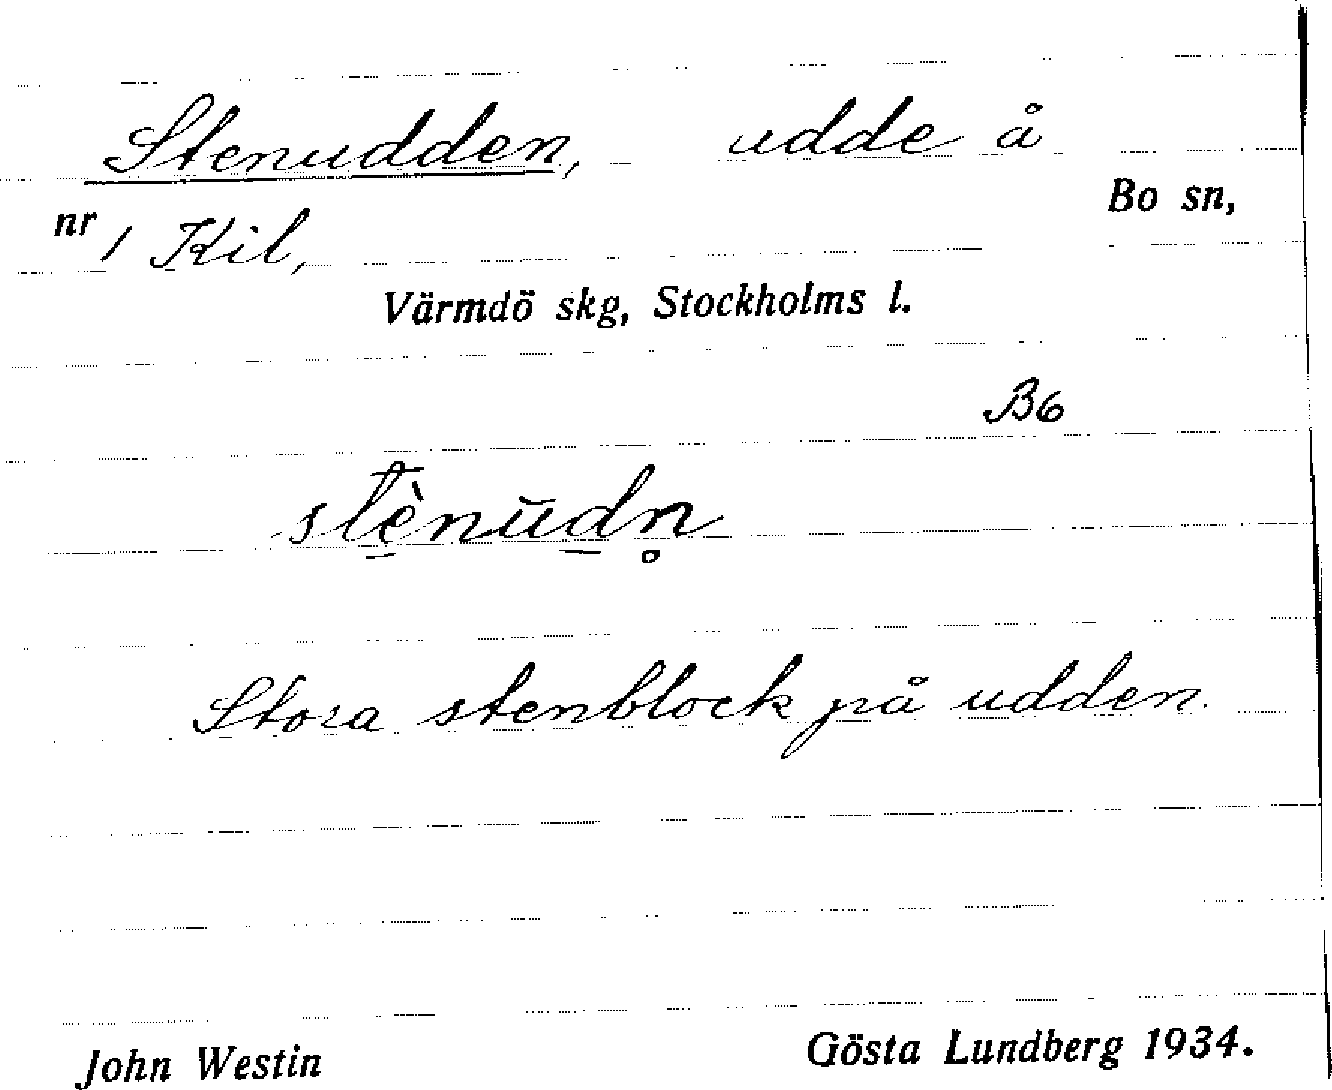 Stenudden, udde å
nr 1 Kil, Bo sn,
Värmdö skg, Stockholms l.
B6
stènūdn̥
Stora stenblock på udden.
John Westin Gösta Lundberg 1934.